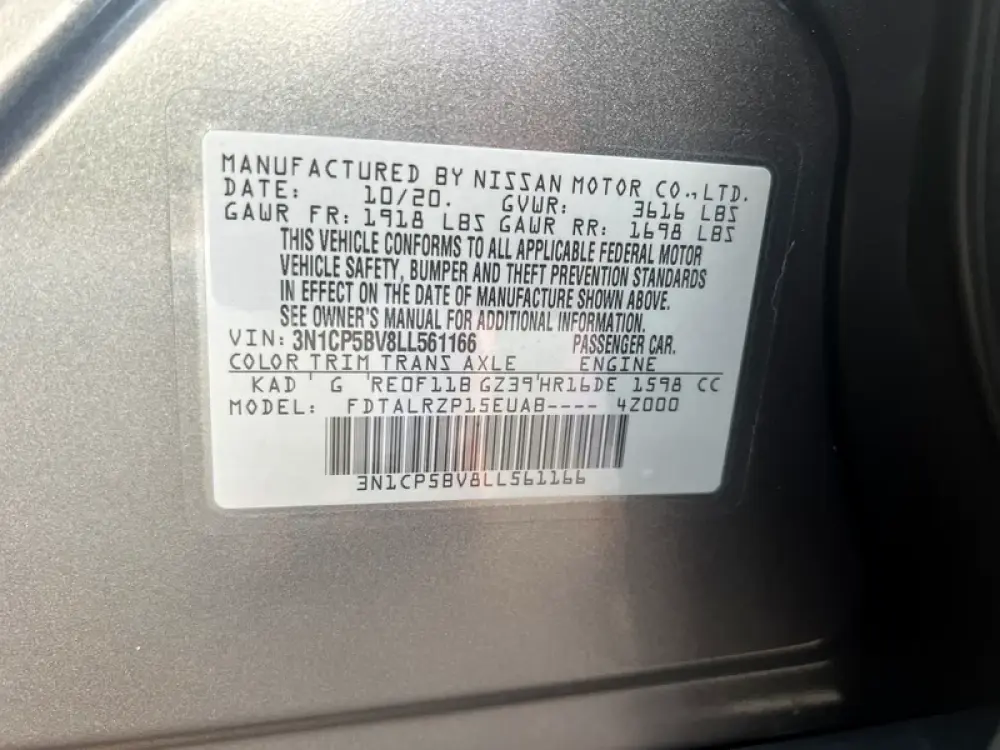 MANUFACTURED BY NISSAN MOTOR CO.,LTD.
DATE: 10/20. GVWR: 3616 LBS
GAWR FR: 1918 LBS GAWR RR: 1698 LBS
THIS VEHICLE CONFORMS TO ALL APPLICABLE FEDERAL MOTOR
VEHICLE SAFETY, BUMPER AND THEFT PREVENTION STANDARDS
IN EFFECT ON THE DATE OF MANUFACTURE SHOWN ABOVE.
SEE OWNER'S MANUAL FOR ADDITIONAL INFORMATION.
VIN: 3N1CP5BV8LL561166 PASSENGER CAR.
COLOR TRIM TRANS AXLE ENGINE
KAD ' G 'RE0F11B GZ39'HR16DE 1598 CC
MODEL: FDTALRZP15EUAB---- 4Z000
3N1CP5BV8LL561166